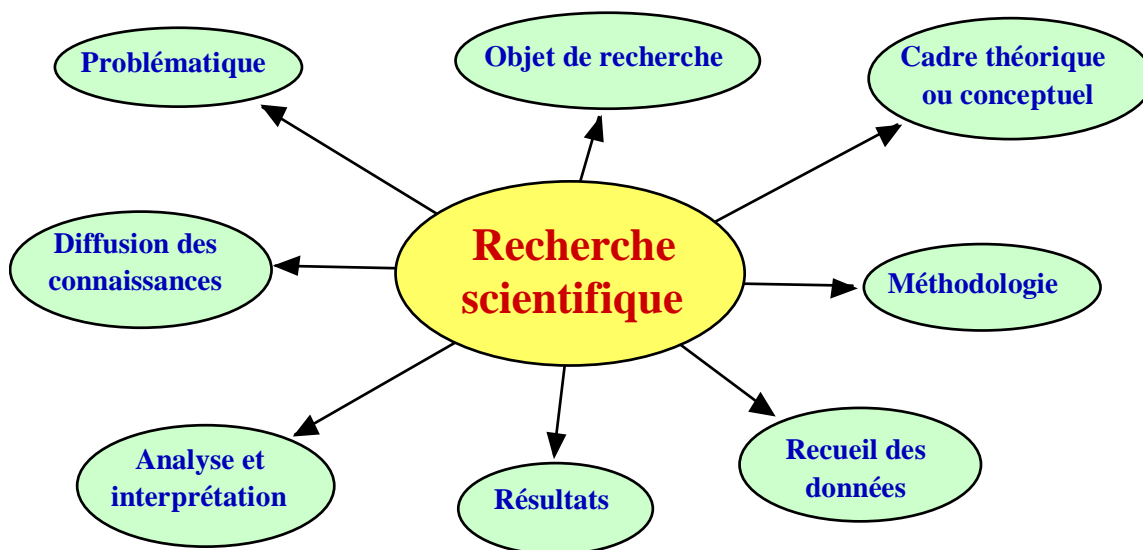 Problématique
Objet de recherche
Cadre théorique
ou conceptuel
Diffusion des
connaissances
Recherche
scientifique
Méthodologie
Analyse et
interprétation
Résultats
Recueil des
données